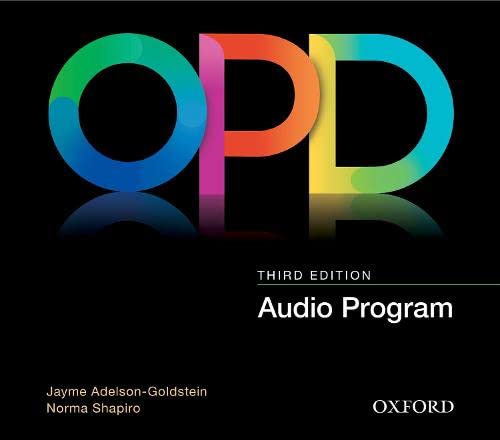 OPD
THIRD EDITION
Audio Program
Jayme Adelson-Goldstein
Norma Shapiro
OXFORD